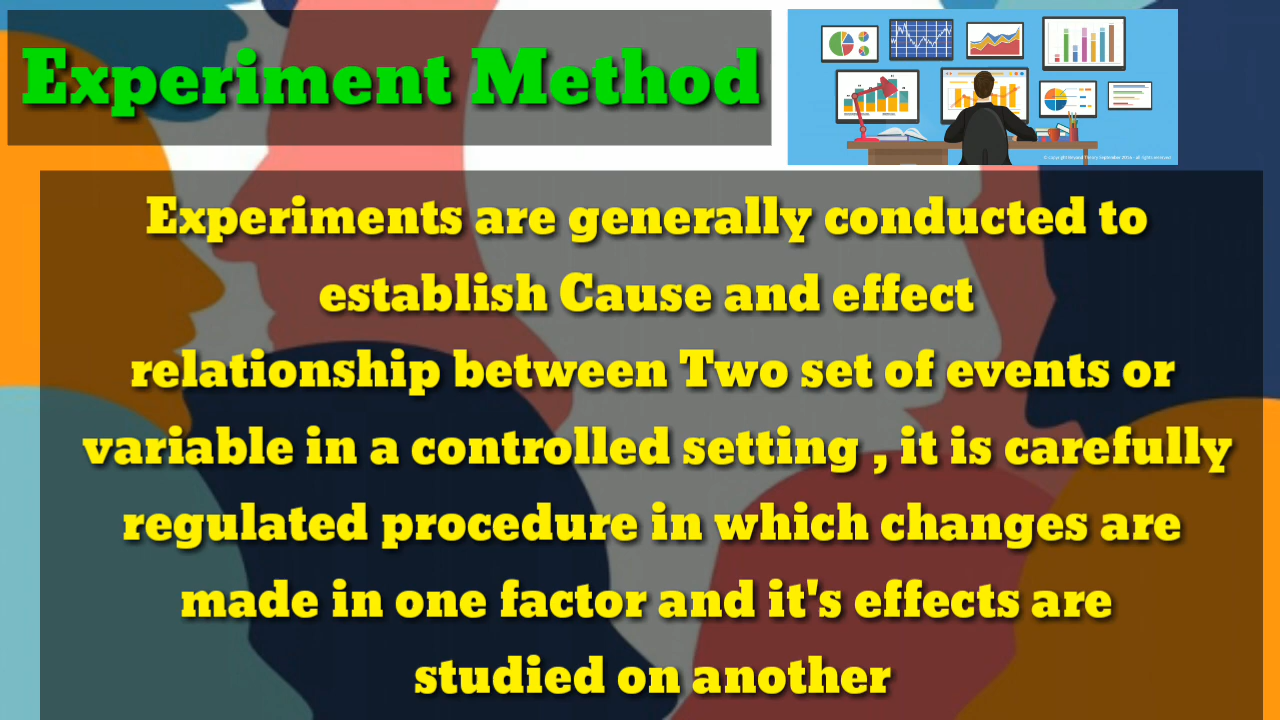 Experiment Method
Experiments are generally conducted to
establish Cause and effect
relationship between Two set of events or
variable in a controlled setting , it is carefully
regulated procedure in which changes are
made in one factor and it's effects are
studied on another